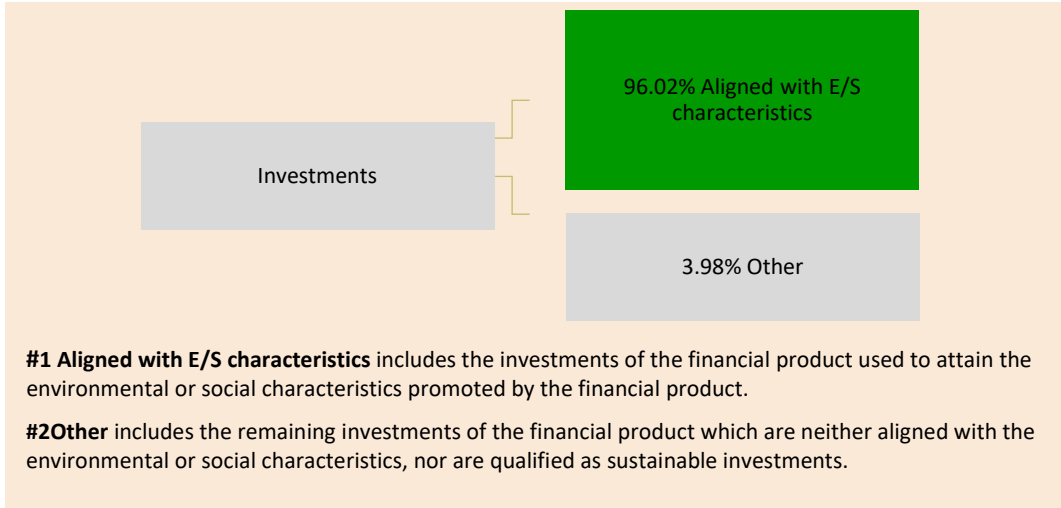 96.02% Aligned with E/S
characteristics
Investments
3.98% Other
#1 Aligned with E/S characteristics includes the investments of the financial product used to attain the
environmental or social characteristics promoted by the financial product.
#2Other includes the remaining investments of the financial product which are neither aligned with the
environmental or social characteristics, nor are qualified as sustainable investments.